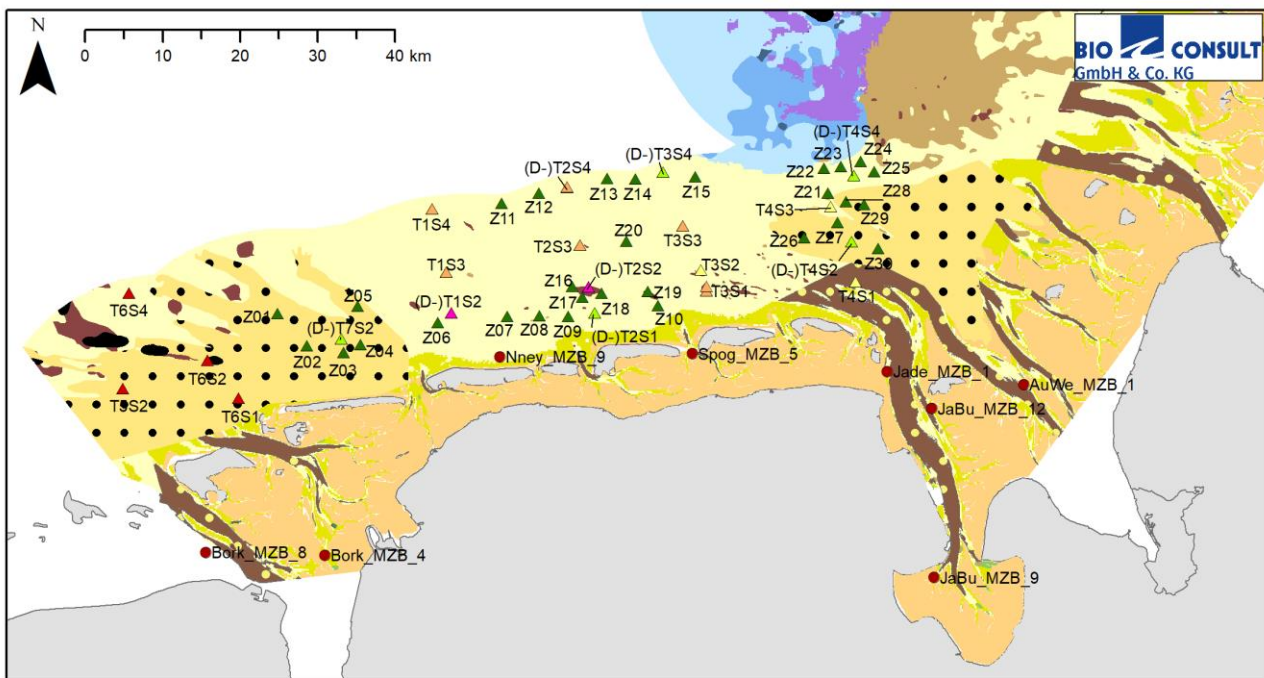 N
0 10 20 30 40 km
BIO CONSULT
GmbH & Co. KG
(D-)T4S4
Z24
Z23
(D-)T3S4
Z25
(D-)T2S4
Z22
Z13
Z14
Z15
Z28
Z12
Z21
Z11
T4S3
T1S4
Z29
Z20
T3S3
Z27
T2S3
Z26
Z30
(D-)T4S2
T1S3
Z16
(D-)T2S2
T3S2
T3S1
T4S1
T6S4
Z05
(D-)T1S2
Z17
Z18
Z19
Z01
(D-)T7S2
Z06
Z07
Z08
Z09
Z10
(D-)T2S1
Z02
Z04
Z03
Nney_MZB_9
Spog_MZB_5
T6S2
Jade_MZB_1
AuWe_MZB_1
T5S2
T6S1
JaBu_MZB_12
Bork_MZB_8
Bork_MZB_4
JaBu_MZB_9